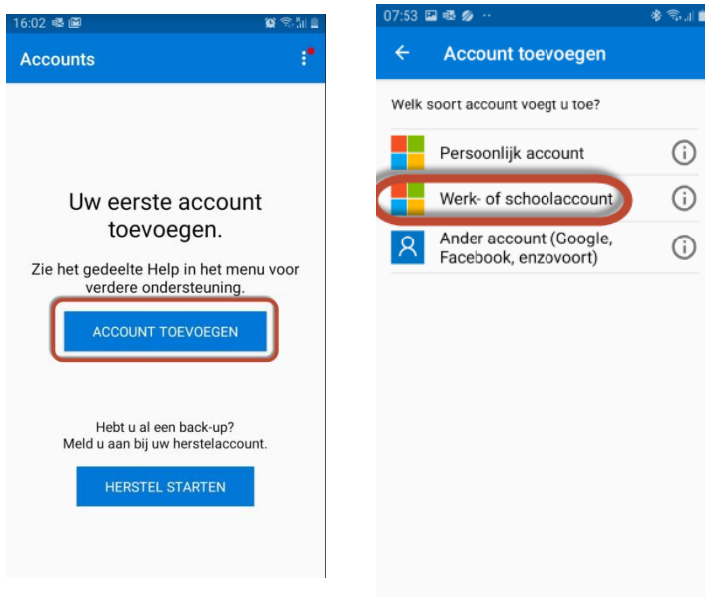 16:02
Accounts
Uw eerste account
toevoegen.
Zie het gedeelte Help in het menu voor
verdere ondersteuning.
ACCOUNT TOEVOEGEN
Hebt u al een back-up?
Meld u aan bij uw herstelaccount.
HERSTEL STARTEN
07:53
Account toevoegen
Welk soort account voegt u toe?
Persoonlijk account
Werk- of schoolaccount
Ander account (Google,
Facebook, enzovoort)